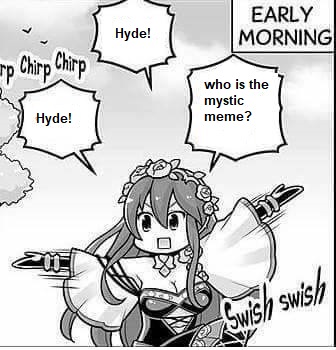 EARLY
MORNING
Hyde!
rp Chirp Chirp
Hyde!
who is the
mystic
meme?
Swish swish